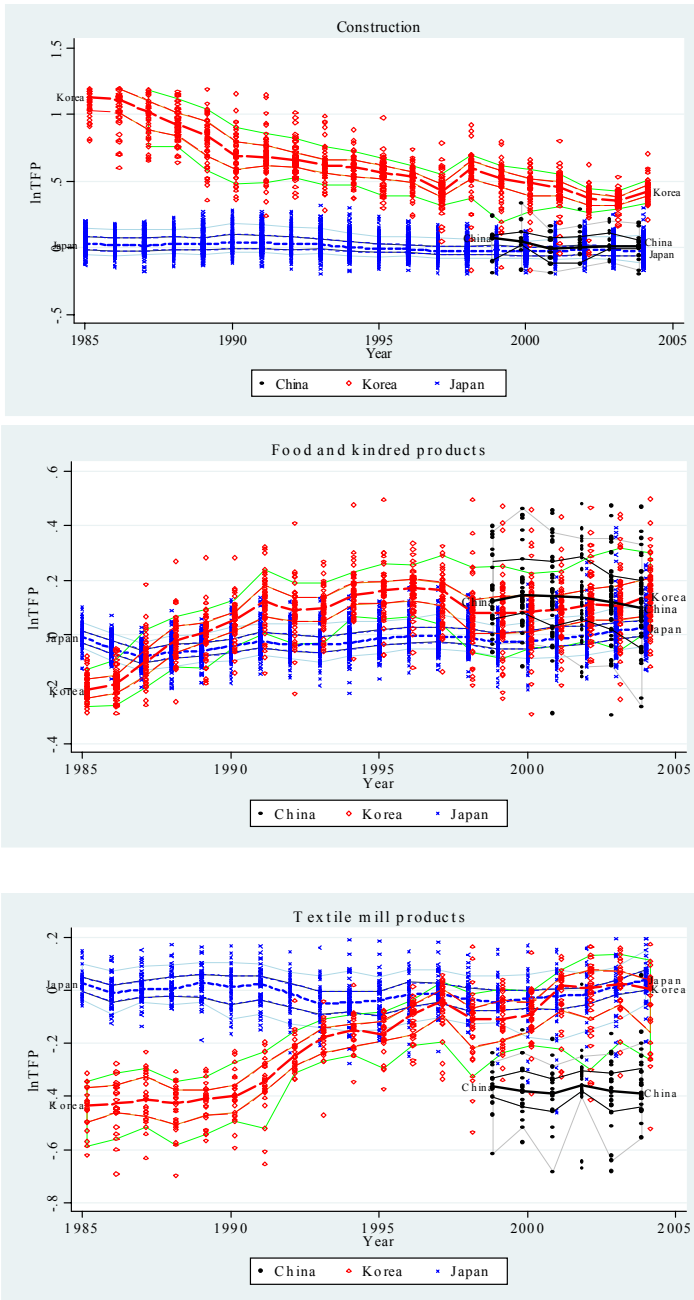 Construction
1.5
1
.5
0
-.5
lnTFP
Korea
Japan
China
Korea
China
Japan
1985 1990 1995 2000 2005
Year
China Korea Japan
Food and kindred products
.6
.4
.2
0
-.2
-.4
lnTFP
Japan
Korea
China
Korea
China
Japan
1985 1990 1995 2000 2005
Year
China Korea Japan
Textile mill products
.2
0
-.2
-.4
-.6
-.8
lnTFP
Japan
Korea
China
Japan
Korea
China
1985 1990 1995 2000 2005
Year
China Korea Japan